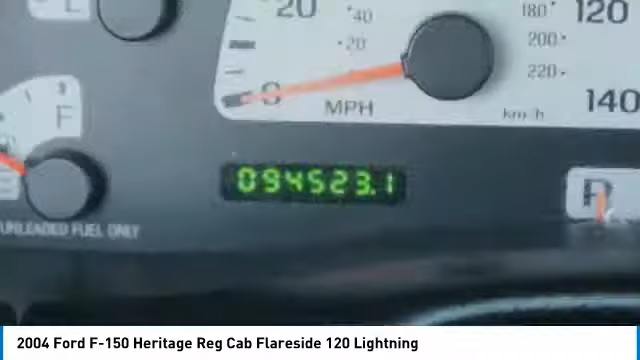 L
20 40 180 120
20 200
F 220
0 MPH km/h 140
094523.1
P
UNLEADED FUEL ONLY
2004 Ford F-150 Heritage Reg Cab Flareside 120 Lightning